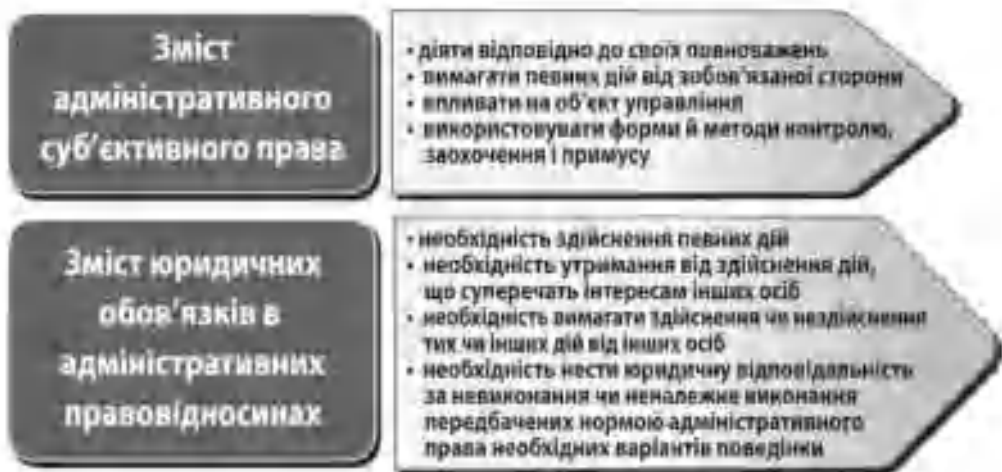 Зміст
адміністративного
суб'єктивного права
• діяти відповідно до своїх повноважень
• вимагати певних дій від зобов'язаної сторони
• впливати на об'єкт управління
• використовувати форми й методи контролю,
заохочення і примусу
Зміст юридичних
обов'язків в
адміністративних
правовідносинах
• необхідність здійснення певних дій
• необхідність утримання від здійснення дій,
що суперечать інтересам інших осіб
• необхідність вимагати здійснення чи нездійснення
тих чи інших дій від інших осіб
• необхідність нести юридичну відповідальність
за невиконання чи неналежне виконання
передбачених нормою адміністративного
права необхідних варіантів поведінки